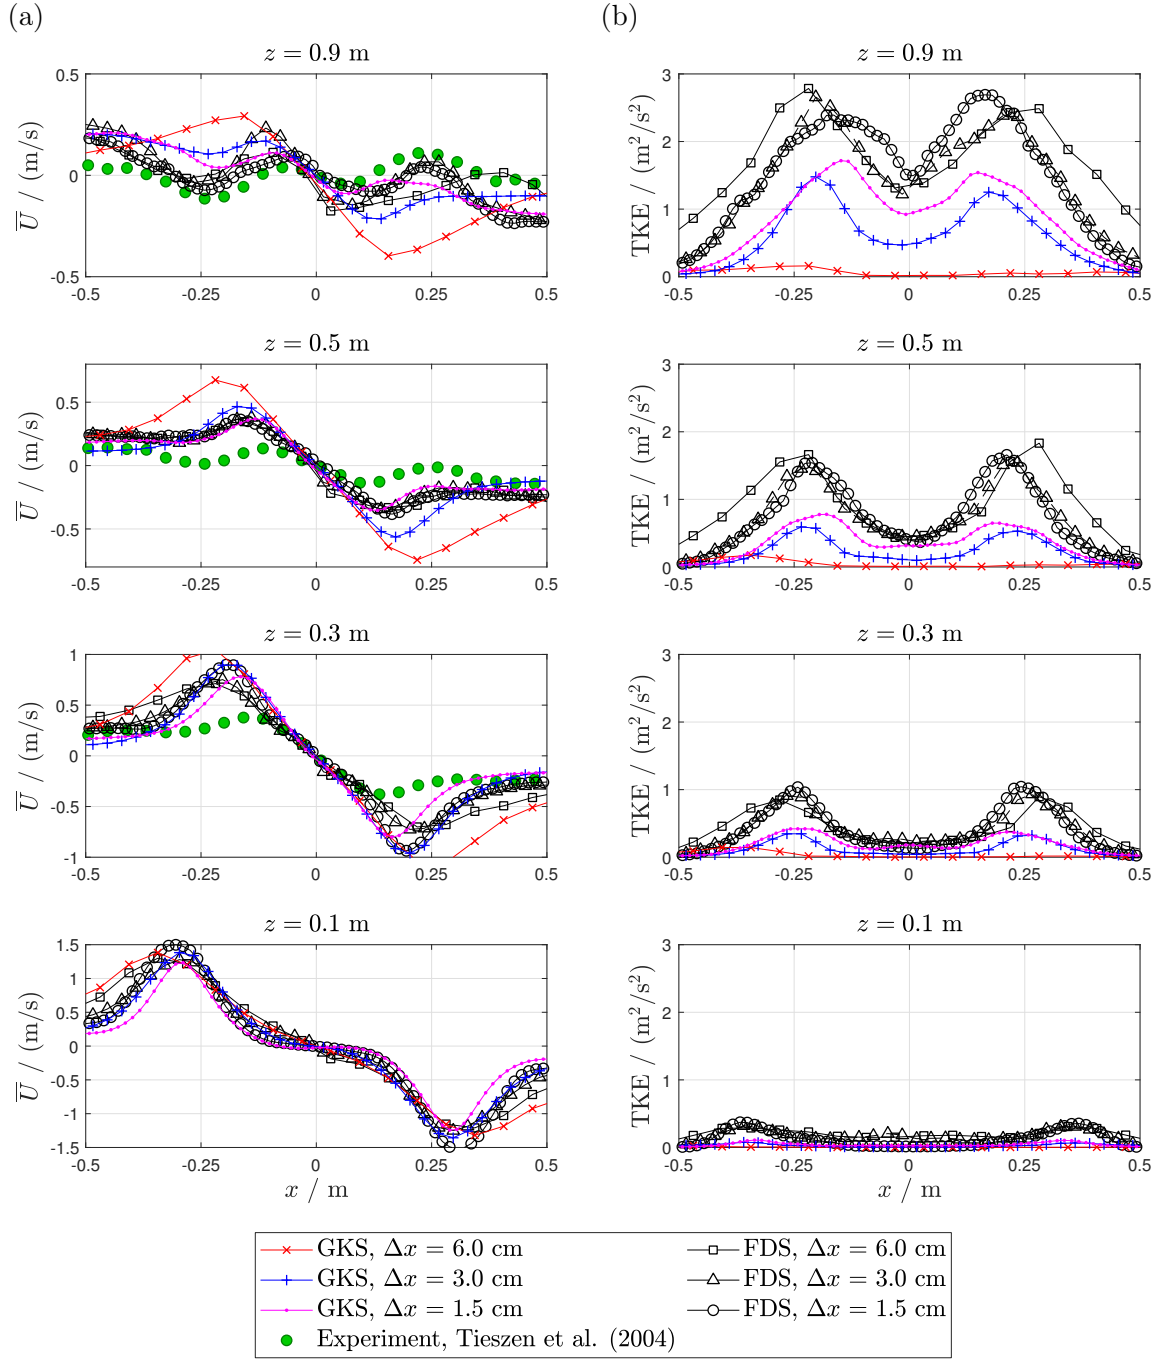 (a)
(b)
z = 0.9 m
z = 0.9 m
0.5
0
-0.5
U / (m/s)
-0.5 -0.25 0 0.25 0.5
3
2
1
0
TKE / (m²/s²)
-0.5 -0.25 0 0.25 0.5
z = 0.5 m
z = 0.5 m
0.5
0
-0.5
U / (m/s)
-0.5 -0.25 0 0.25 0.5
3
2
1
0
TKE / (m²/s²)
-0.5 -0.25 0 0.25 0.5
z = 0.3 m
z = 0.3 m
1
0.5
0
-0.5
-1
U / (m/s)
-0.5 -0.25 0 0.25 0.5
3
2
1
0
TKE / (m²/s²)
-0.5 -0.25 0 0.25 0.5
z = 0.1 m
z = 0.1 m
1.5
1
0.5
0
-0.5
-1
-1.5
U / (m/s)
-0.5 -0.25 0 0.25 0.5
x / m
3
2
1
0
TKE / (m²/s²)
-0.5 -0.25 0 0.25 0.5
x / m
GKS, Δx = 6.0 cm
GKS, Δx = 3.0 cm
GKS, Δx = 1.5 cm
Experiment, Tieszen et al. (2004)
FDS, Δx = 6.0 cm
FDS, Δx = 3.0 cm
FDS, Δx = 1.5 cm